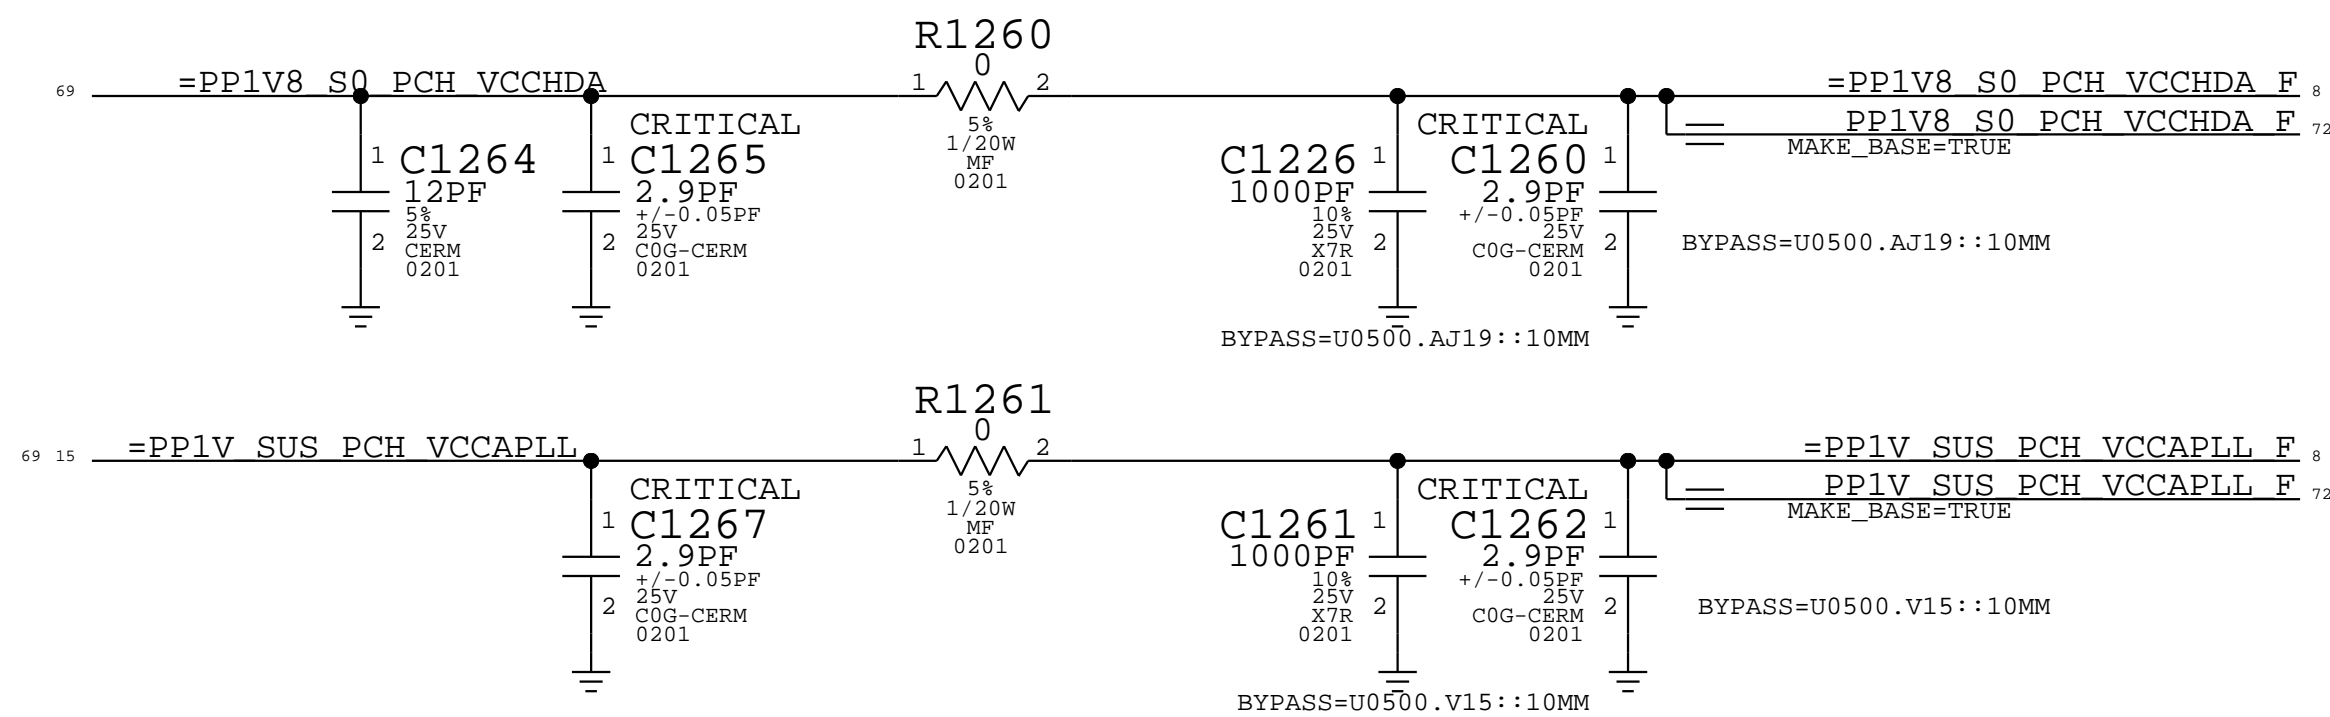 R1260
0
69
=PP1V8_S0_PCH_VCCHDA
1
2
=PP1V8_S0_PCH_VCCHDA_F
8
PP1V8_S0_PCH_VCCHDA_F
72
MAKE_BASE=TRUE
5%
1/20W
MF
0201
1
C1264
12PF
5%
25V
2
CERM
0201
CRITICAL
1
C1265
2.9PF
+/-0.05PF
25V
2
C0G-CERM
0201
C1226
1
1000PF
10%
25V
2
X7R
0201
CRITICAL
C1260
1
2.9PF
+/-0.05PF
25V
2
C0G-CERM
0201
BYPASS=U0500.AJ19::10MM
BYPASS=U0500.AJ19::10MM
R1261
0
69 15
=PP1V_SUS_PCH_VCCAPLL
1
2
=PP1V_SUS_PCH_VCCAPLL_F
8
PP1V_SUS_PCH_VCCAPLL_F
72
MAKE_BASE=TRUE
5%
1/20W
MF
0201
CRITICAL
1
C1267
2.9PF
+/-0.05PF
25V
2
C0G-CERM
0201
C1261
1
1000PF
10%
25V
2
X7R
0201
CRITICAL
C1262
1
2.9PF
+/-0.05PF
25V
2
C0G-CERM
0201
BYPASS=U0500.V15::10MM
BYPASS=U0500.V15::10MM